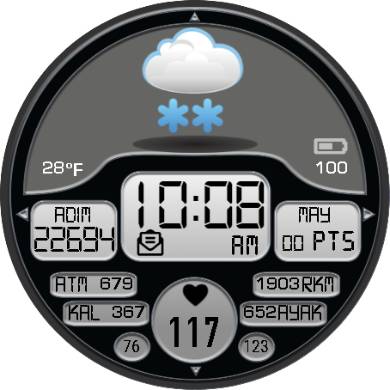 28°F
100
10:08
AM
ADIM
22694
MAY
00 PTS
ATM 679
1903RKM
KAL 367
652AYAK
117
76
123